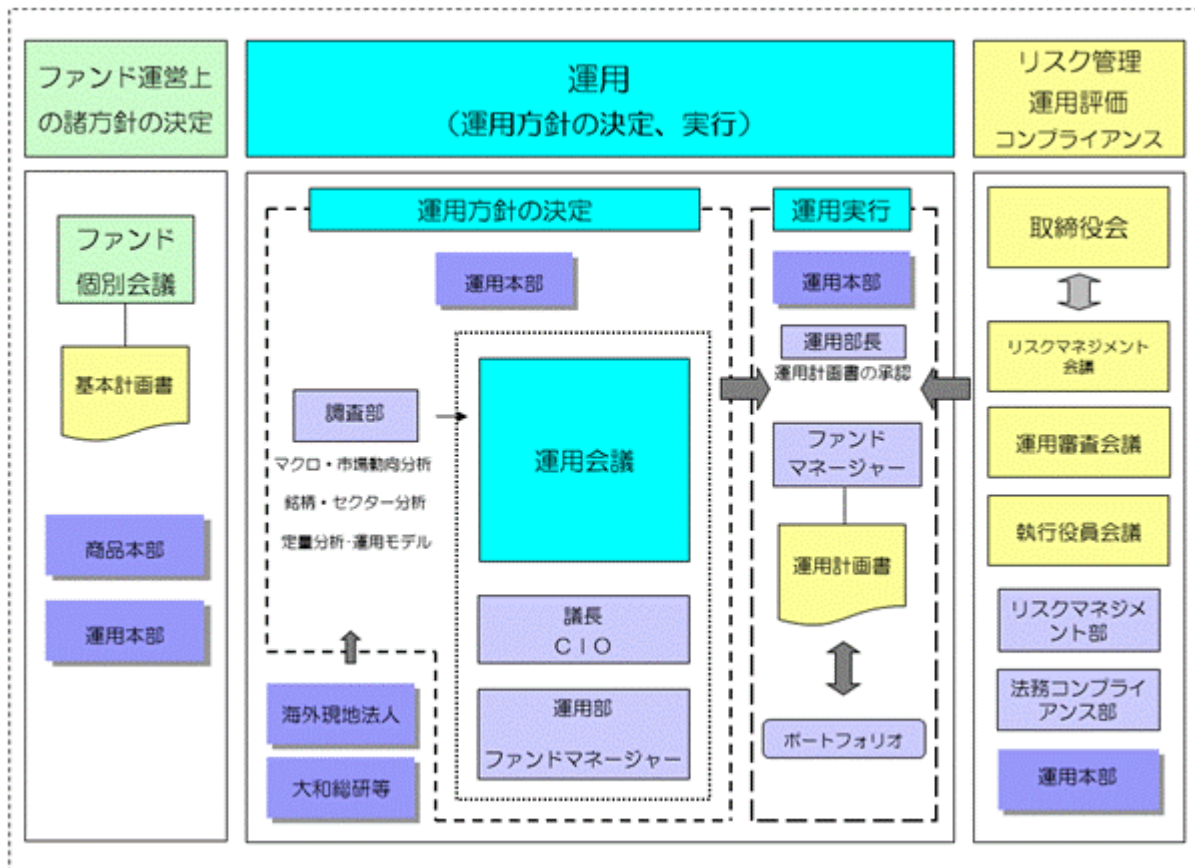 ファンド運営上
の諸方針の決定
運用
（運用方針の決定、実行）
リスク管理
運用評価
コンプライアンス
ファンド
個別会議
基本計画書
商品本部
運用本部
運用方針の決定
運用本部
調査部
マクロ・市場動向分析
銘柄・セクター分析
定量分析・運用モデル
運用会議
議長
ＣＩＯ
運用部
ファンドマネージャー
海外現地法人
大和総研等
運用実行
運用本部
運用部長
運用計画書の承認
ファンド
マネージャー
運用計画書
ポートフォリオ
取締役会
リスクマネジメント
会議
運用審査会議
執行役員会議
リスクマネジメ
ント部
法務コンプライ
アンス部
運用本部